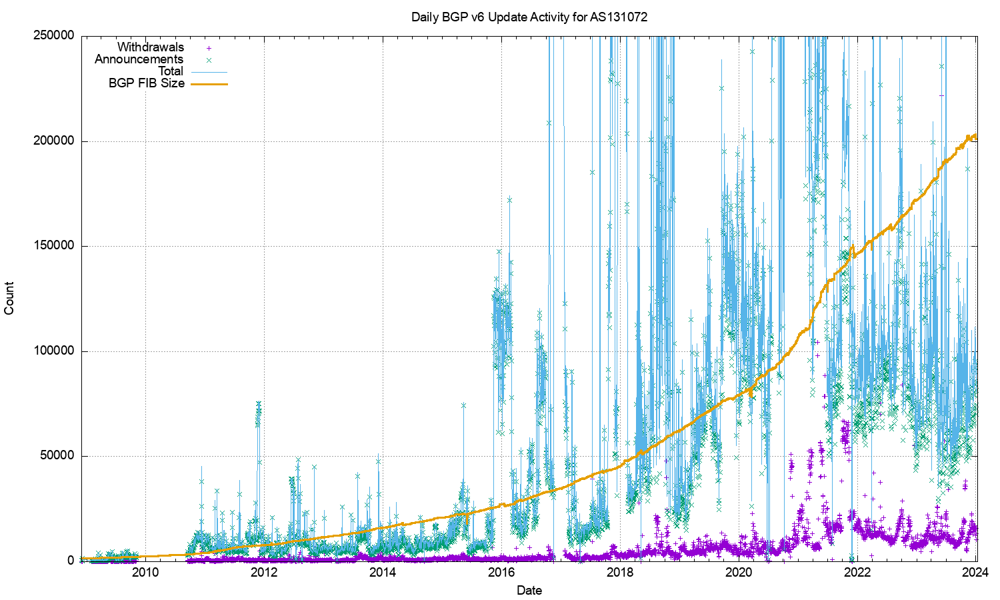 Daily BGP v6 Update Activity for AS131072
250000
200000
150000
100000
50000
0
Count
Withdrawals
Announcements
Total
BGP FIB Size
2010 2012 2014 2016 2018 2020 2022 2024
Date